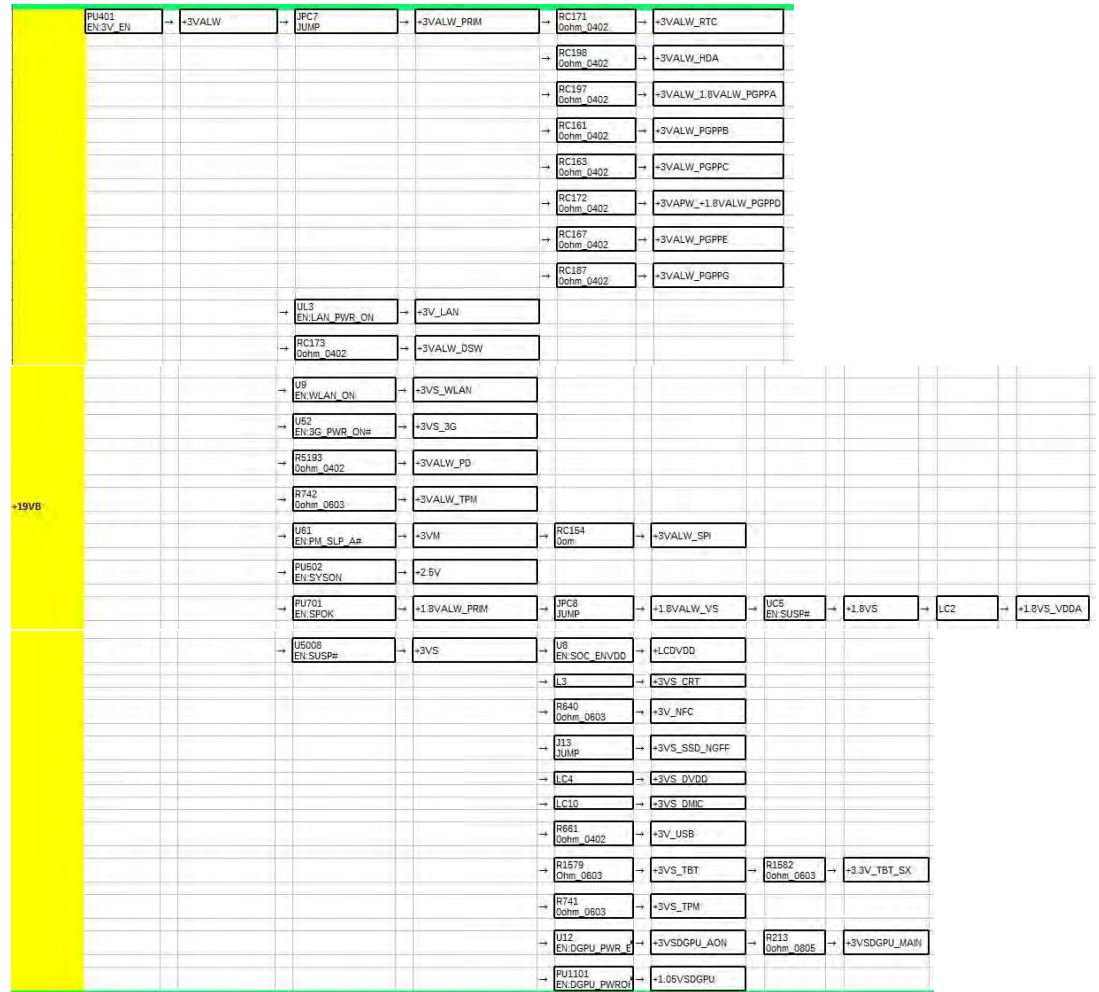 PU401
EN:3V_EN
→ +3VALW
→ JPC7
JUMP
→ +3VALW_PRIM
→ RC171
0ohm_0402
→ +3VALW_RTC
→ RC198
0ohm_0402
→ +3VALW_HDA
→ RC197
0ohm_0402
→ +3VALW_1.8VALW_PGPPA
→ RC161
0ohm_0402
→ +3VALW_PGPPB
→ RC163
0ohm_0402
→ +3VALW_PGPPC
→ RC172
0ohm_0402
→ +3VAPW_+1.8VALW_PGPPD
→ RC167
0ohm_0402
→ +3VALW_PGPPE
→ RC187
0ohm_0402
→ +3VALW_PGPPG
→ UL3
EN:LAN_PWR_ON
→ +3V_LAN
→ RC173
0ohm_0402
→ +3VALW_DSW
→ U9
EN:WLAN_ON
→ +3VS_WLAN
→ U52
EN:3G_PWR_ON#
→ +3VS_3G
→ R5193
0ohm_0402
→ +3VALW_PD
→ R742
0ohm_0603
→ +3VALW_TPM
+19VB
→ U61
EN:PM_SLP_A#
→ +3VM
→ RC154
0om
→ +3VALW_SPI
→ PU502
EN:SYSON
→ +2.5V
→ PU701
EN:SPOK
→ +1.8VALW_PRIM
→ JPC8
JUMP
→ +1.8VALW_VS
→ UC5
EN:SUSP#
→ +1.8VS
→ LC2
→ +1.8VS_VDDA
→ U5008
EN:SUSP#
→ +3VS
→ U8
EN:SOC_ENVDD
→ +LCDVDD
→ L3
→ +3VS_CRT
→ R640
0ohm_0603
→ +3V_NFC
→ J13
JUMP
→ +3VS_SSD_NGFF
→ LC4
→ +3VS_DVDD
→ LC10
→ +3VS_DMIC
→ R661
0ohm_0402
→ +3V_USB
→ R1579
Ohm_0603
→ +3VS_TBT
→ R1582
0ohm_0603
→ +3.3V_TBT_SX
→ R741
0ohm_0603
→ +3VS_TPM
→ U12
EN:DGPU_PWR_E
→ +3VSDGPU_AON
→ R213
0ohm_0805
→ +3VSDGPU_MAIN
→ PU1101
EN:DGPU_PWROK
→ +1.05VSDGPU